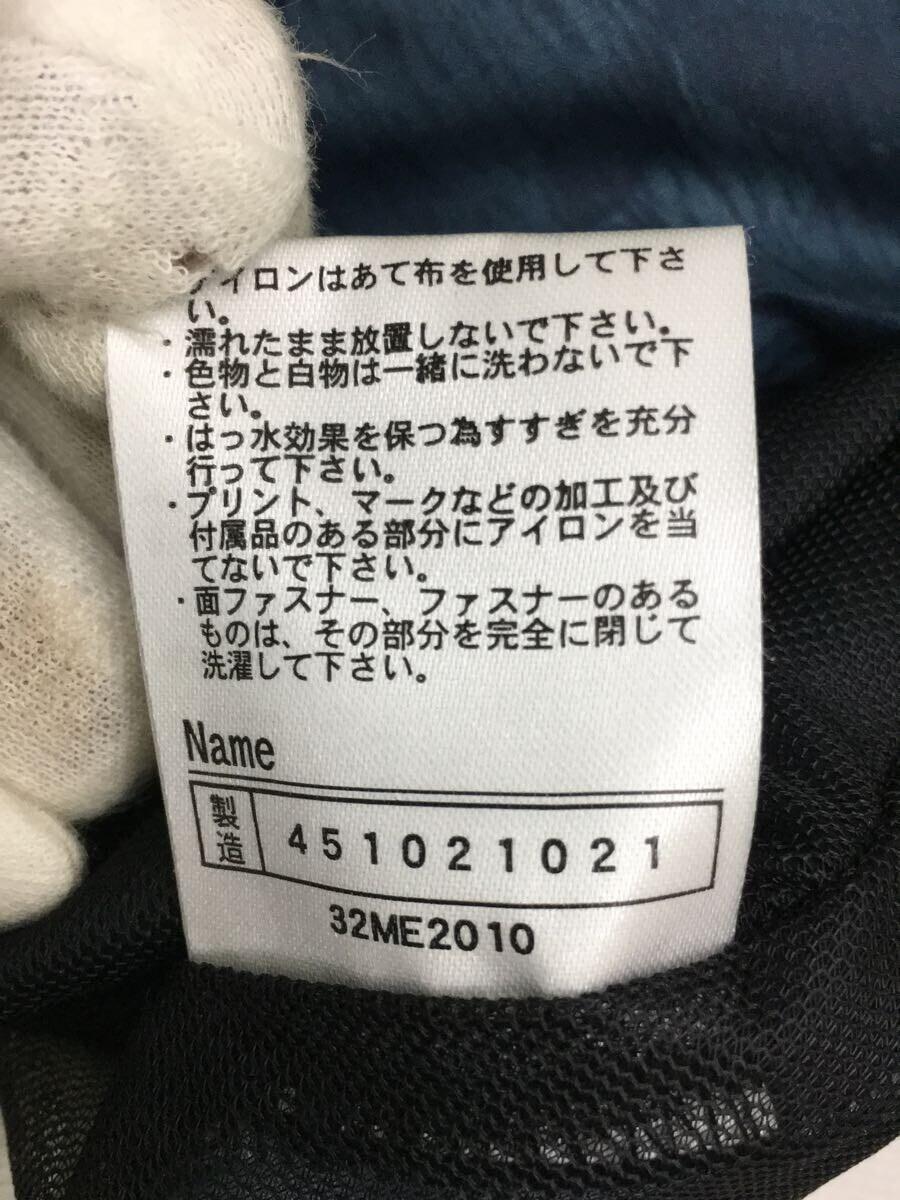 アイロンはあて布を使用して下さ
い。
・濡れたまま放置しないで下さい。
・色物と白物は一緒に洗わないで下
さい。
・はっ水効果を保つ為すすぎを充分
行って下さい。
・プリント、マークなどの加工及び
付属品のある部分にアイロンを当
てないで下さい。
・面ファスナー、ファスナーのある
ものは、その部分を完全に閉じて
洗濯して下さい。
Name
製造 451021021
32ME2010